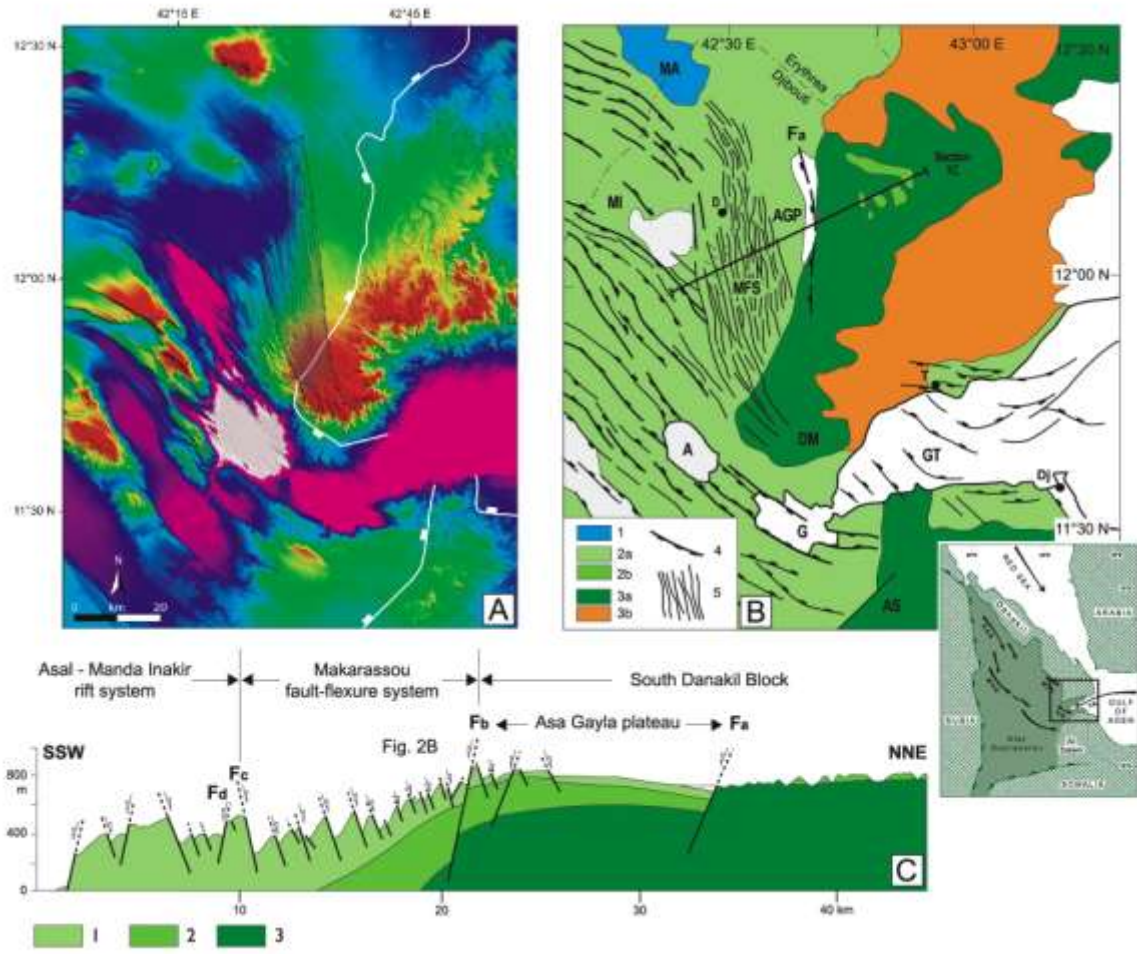 42°15 E
42°45 E
12°30 N
12°00 N
11°30 N
N
0 km 20
A
B
42°30 E
43°00 E
12°30 N
MA
Erythrea
Djibouti
Fa
Section
MI
D
AGP
MFS
12°00 N
T
A
DM
GT
Dj
G
11°30 N
AS
1
2a
2b
3a
3b
4
5
RED SEA
DANAKIL
ARABIA
NUBIA
GULF
OF
ADEN
SOMALIA
Asal - Manda Inakir
rift system
Makarassou
fault-flexure system
South Danakil Block
Fb
Asa Gayla plateau
Fa
SSW
Fig. 2B
NNE
800
m
Fc
Fd
400
0
C
10
20
30
40 km
1
2
3